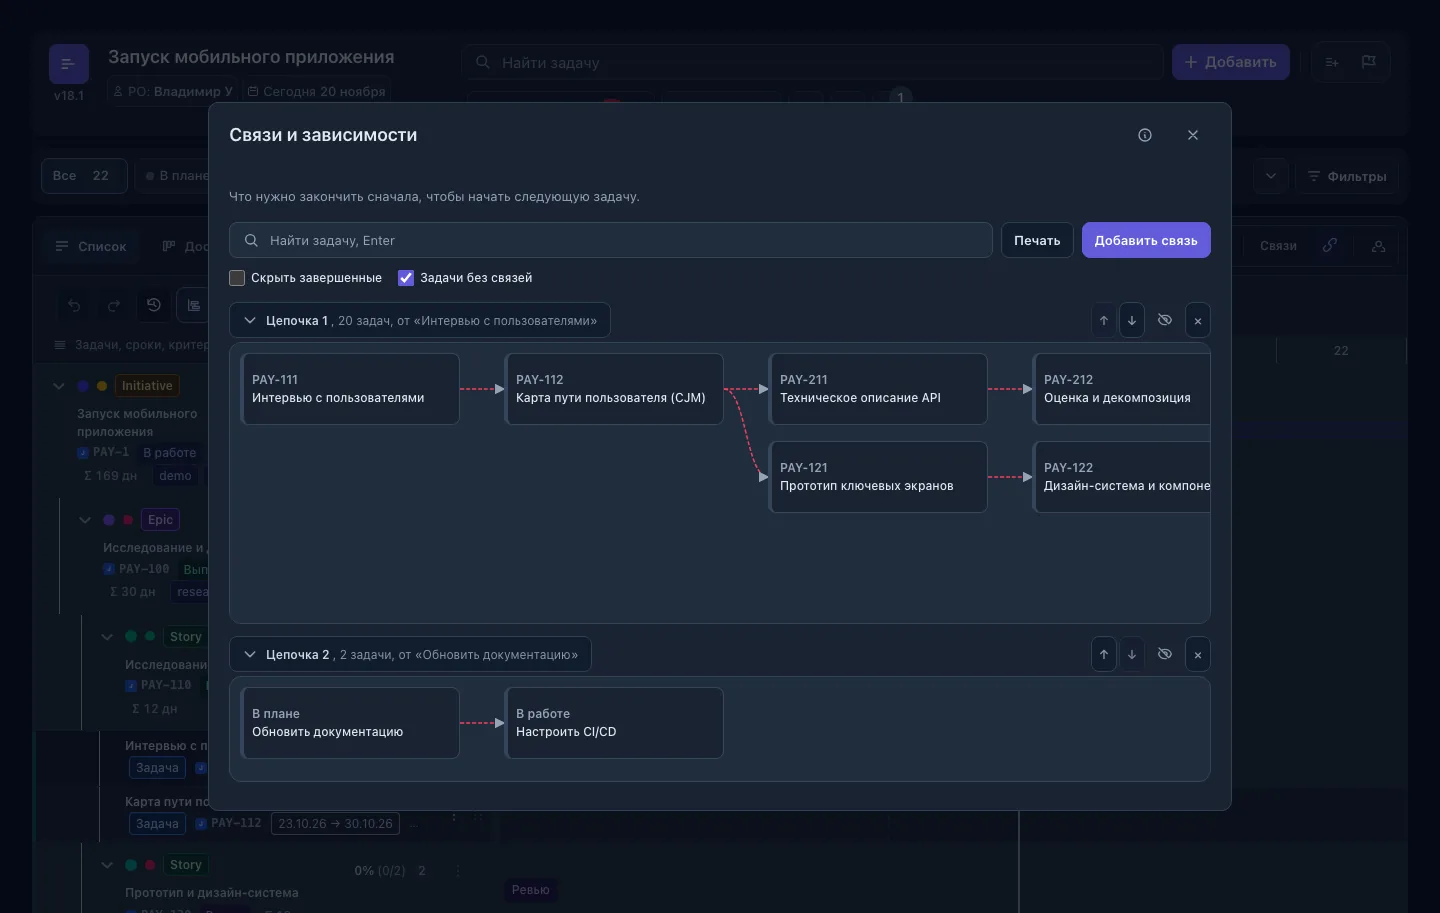 Запуск мобильного приложения
Найти задачу
Добавить
v18.1
PO: Владимир У
Сегодня 20 ноября
1
Связи и зависимости
Все 22
В плане
Фильтры
Что нужно закончить сначала, чтобы начать следующую задачу.
Найти задачу, Enter
Печать
Добавить связь
Список
Дос
Связи
Скрыть завершенные
Задачи без связей
Цепочка 1 , 20 задач, от «Интервью с пользователями»
Задачи, сроки, критер
22
PAY-111
Интервью с пользователями
PAY-112
Карта пути пользователя (CJM)
PAY-211
Техническое описание API
PAY-212
Оценка и декомпозиция
PAY-121
Прототип ключевых экранов
PAY-122
Дизайн-система и компоне
Initiative
Запуск мобильного
приложения
PAY-1 В работе
Σ 169 дн demo
Epic
Исследование и
PAY-100 Вып
Σ 30 дн resea
Story
Исследовани
PAY-110
Σ 12 дн
Цепочка 2 , 2 задачи, от «Обновить документацию»
В плане
Обновить документацию
В работе
Настроить CI/CD
Интервью с п
Задача
Карта пути по
Задача PAY-112 23.10.26 → 30.10.26 ...
Story 0% (0/2) 2
Прототип и дизайн-система
Ревью